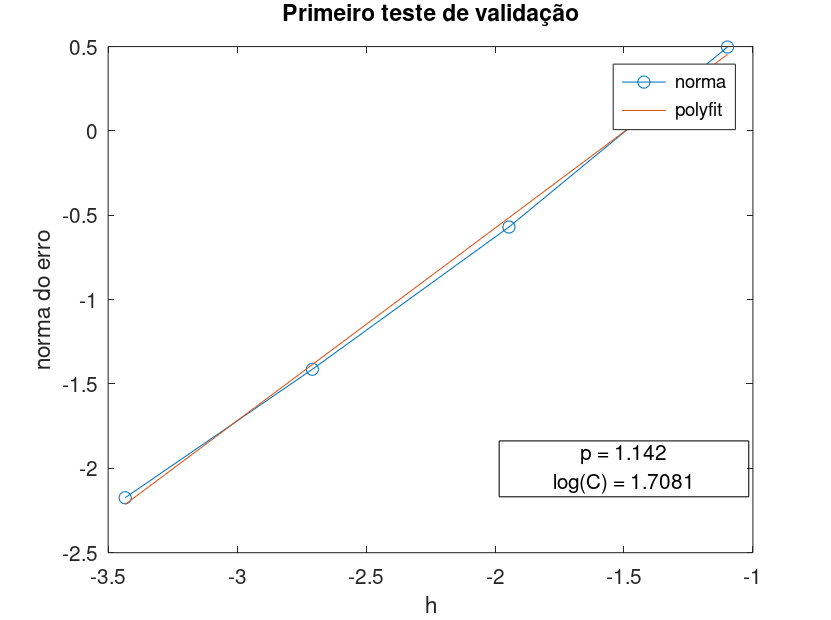 Primeiro teste de validação
0.5
norma
polyfit
0
-0.5
-1
norma do erro
-1.5
p = 1.142
-2
log(C) = 1.7081
-2.5
-3.5 -3 -2.5 -2 -1.5 -1
h